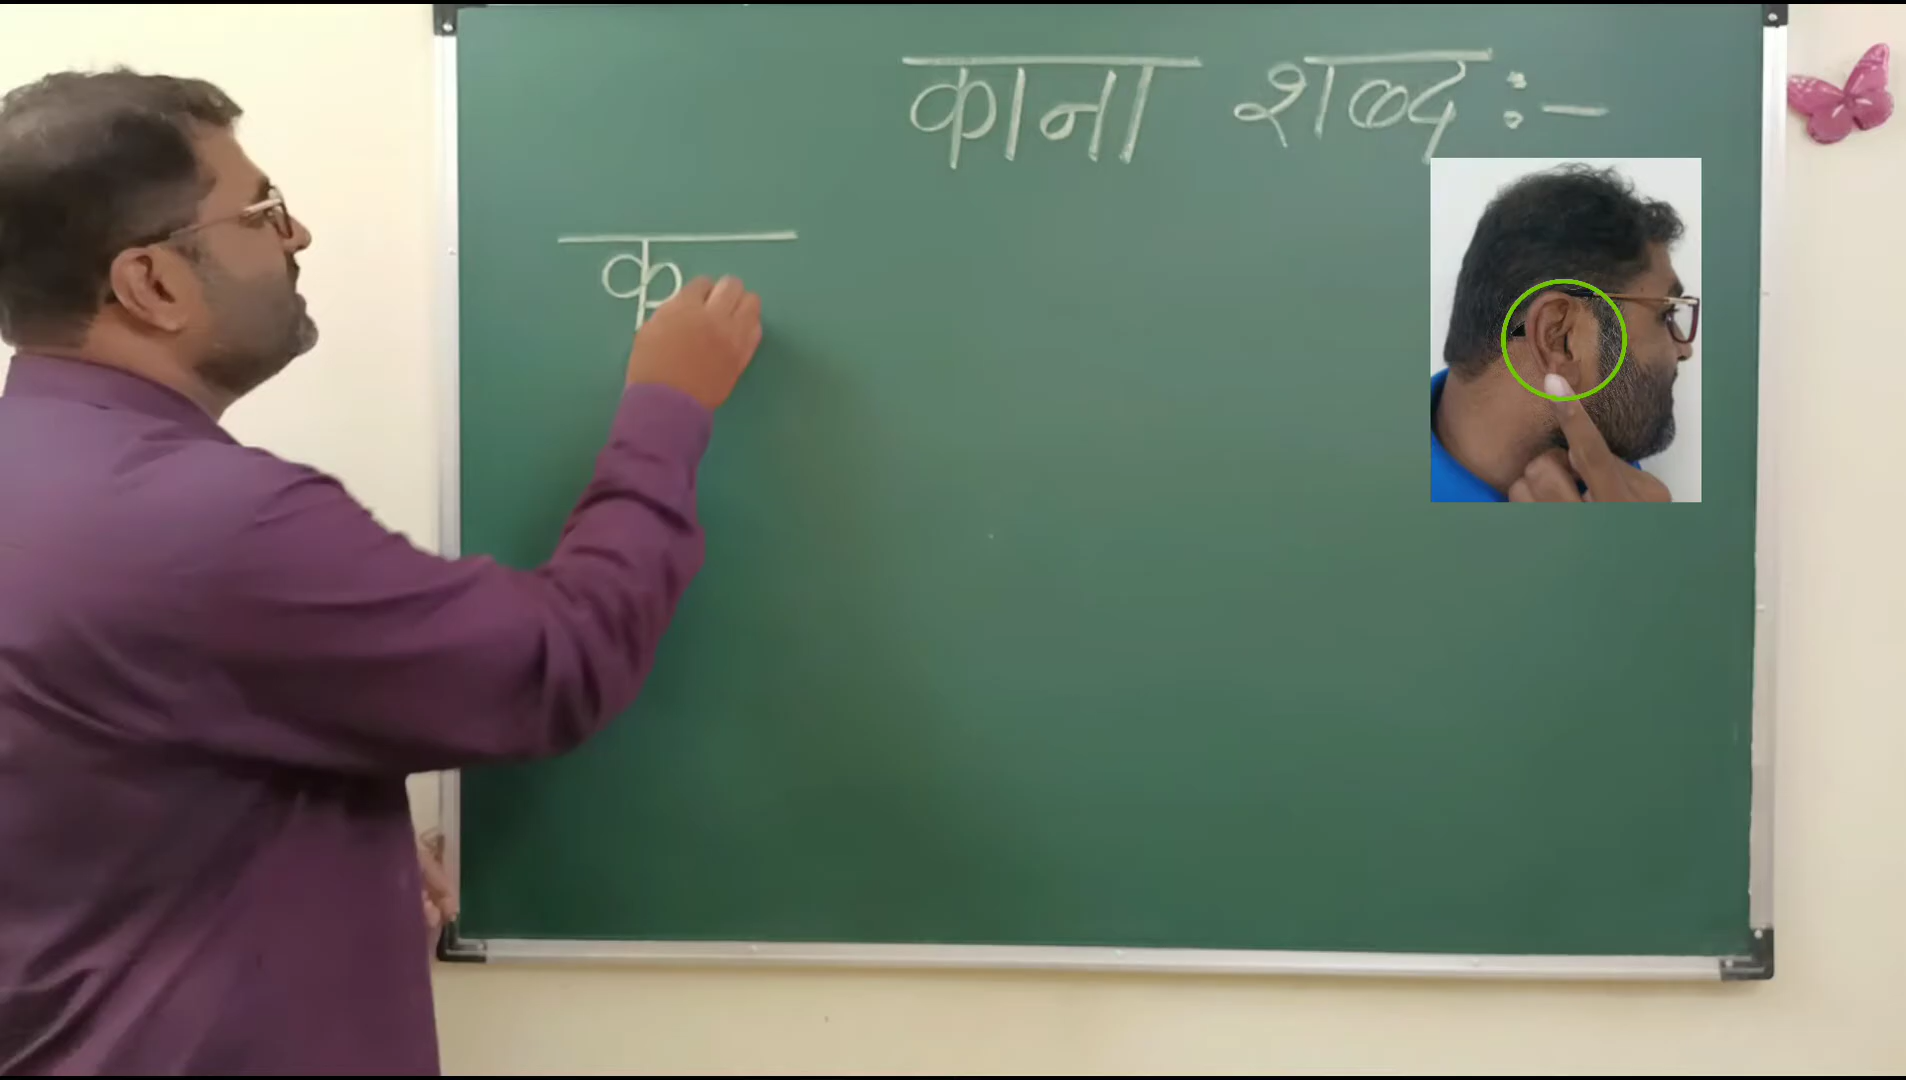 काना शब्द :-
क